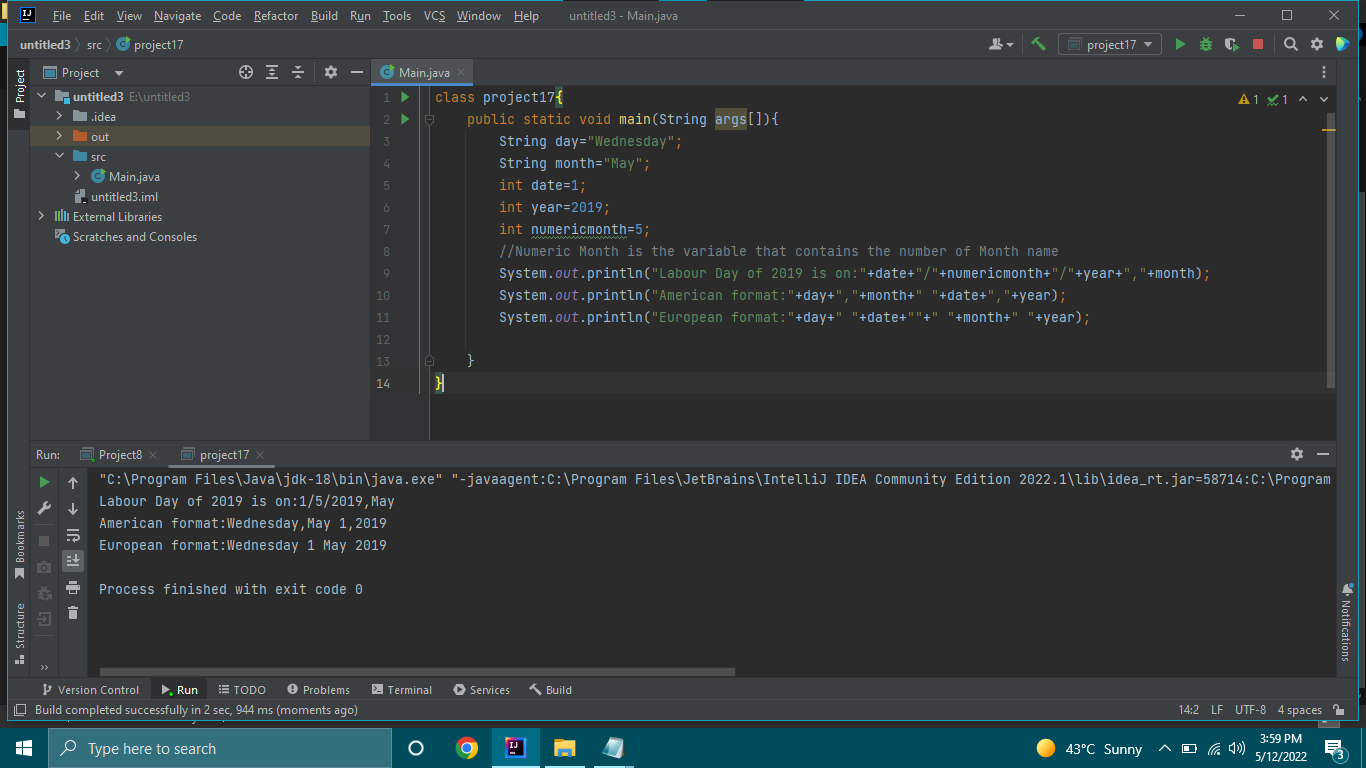 File Edit View Navigate Code Refactor Build Run Tools VCS Window Help untitled3 - Main.java
untitled3 src project17 project17
Project Main.java
Project
untitled3 E:\untitled3
.idea
out
src
Main.java
untitled3.iml
External Libraries
Scratches and Consoles
1 class project17{
2 public static void main(String args[]){
3 String day="Wednesday";
4 String month="May";
5 int date=1;
6 int year=2019;
7 int numericmonth=5;
8 //Numeric Month is the variable that contains the number of Month name
9 System.out.println("Labour Day of 2019 is on:"+date+"/"+numericmonth+"/"+year+","+month);
10 System.out.println("American format:"+day+","+month+" "+date+","+year);
11 System.out.println("European format:"+day+" "+date+""+" "+month+" "+year);
12
13 }
14 }
1 1
Run: Project8 project17
"C:\Program Files\Java\jdk-18\bin\java.exe" "-javaagent:C:\Program Files\JetBrains\IntelliJ IDEA Community Edition 2022.1\lib\idea_rt.jar=58714:C:\Program
Labour Day of 2019 is on:1/5/2019,May
American format:Wednesday,May 1,2019
European format:Wednesday 1 May 2019
Process finished with exit code 0
Bookmarks
Structure
Notifications
Version Control Run TODO Problems Terminal Services Build
Build completed successfully in 2 sec, 944 ms (moments ago) 14:2 LF UTF-8 4 spaces
Type here to search
43°C Sunny
3:59 PM
5/12/2022
3